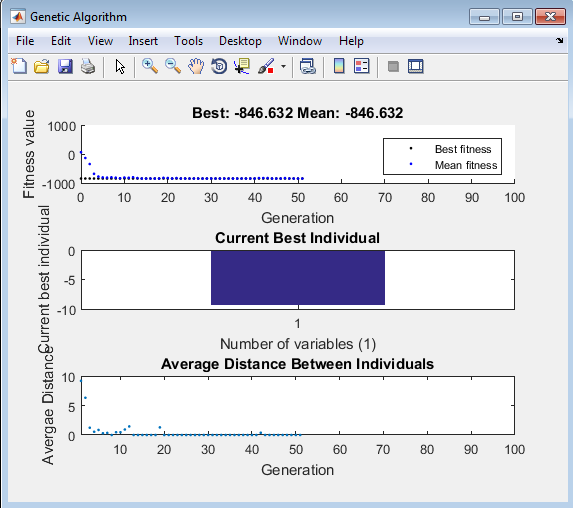 Genetic Algorithm
File Edit View Insert Tools Desktop Window Help
Best: -846.632 Mean: -846.632
Fitness value
1000
0
-1000
Best fitness
Mean fitness
0 10 20 30 40 50 60 70 80 90 100
Generation
Current Best Individual
Current best individual
0
-5
-10
1
Number of variables (1)
Average Distance Between Individuals
Avergae Distance
10
5
0
10 20 30 40 50 60 70 80 90 100
Generation